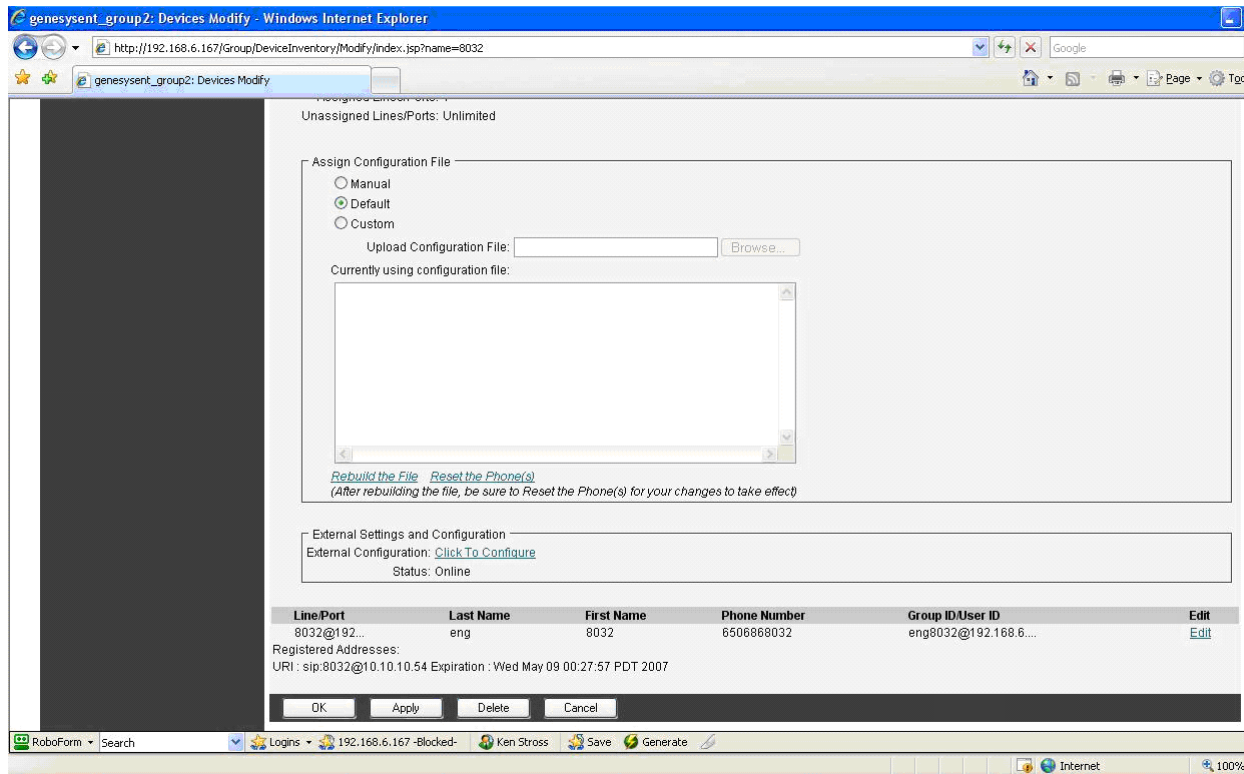 genesysent_group2: Devices Modify - Windows Internet Explorer
http://192.168.6.167/Group/DeviceInventory/Modify/index.jsp?name=8032
Google
genesysent_group2: Devices Modify
Page
Unassigned Lines/Ports: Unlimited
Assign Configuration File
Manual
Default
Custom
Upload Configuration File:
Browse...
Currently using configuration file:
Rebuild the File Reset the Phone(s)
(After rebuilding the file, be sure to Reset the Phone(s) for your changes to take effect)
External Settings and Configuration
External Configuration: Click To Configure
Status: Online
Line/Port Last Name First Name Phone Number Group ID/User ID Edit
8032@192... eng 8032 6506868032 eng8032@192.168.6.... Edit
Registered Addresses:
URI : sip:8032@10.10.10.54 Expiration : Wed May 09 00:27:57 PDT 2007
OK Apply Delete Cancel
RoboForm Search Logins 192.168.6.167 -Blocked- Ken Stross Save Generate
Internet 100%